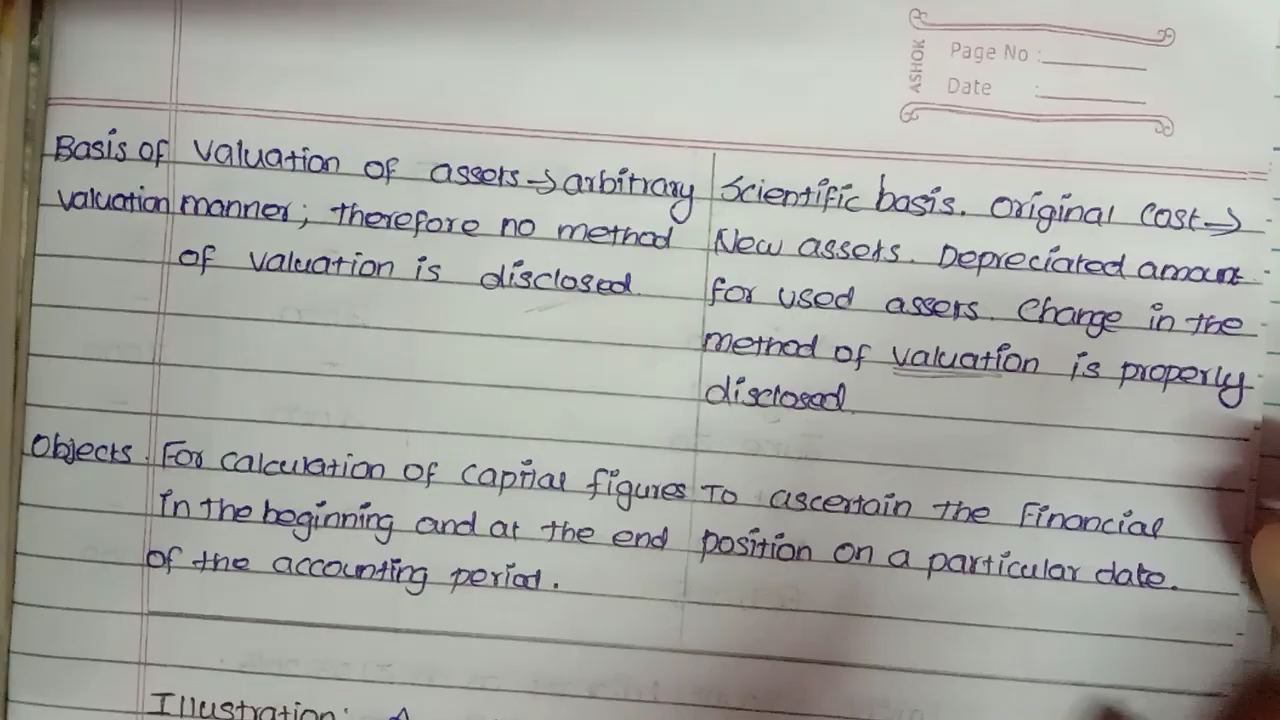 ASHOK
Page No :
Date :
Basis of valuation
Valuation of assets → arbitrary
manner; therefore no method
of valuation is disclosed
Scientific basis. Original Cost →
New assets. Depreciated amount
for used assets. Change in the
method of valuation is properly
disclosed
Objects.
For calculation of capital figures
in the beginning and at the end
of the accounting period.
To ascertain the Financial
position on a particular date.
Illustration: